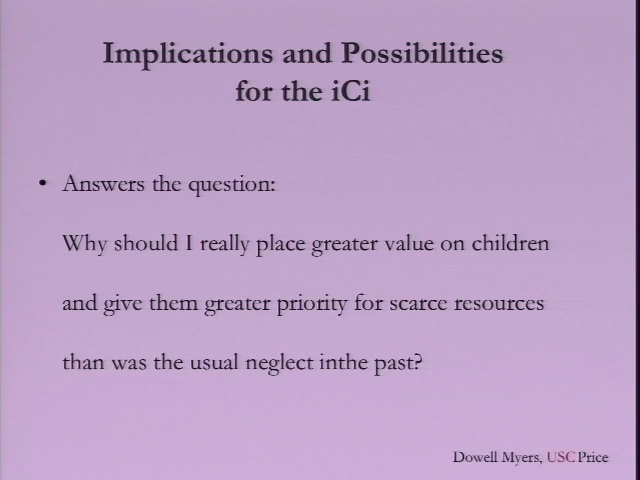 Implications and Possibilities
for the iCi
• Answers the question:
Why should I really place greater value on children
and give them greater priority for scarce resources
than was the usual neglect inthe past?
Dowell Myers, USC Price